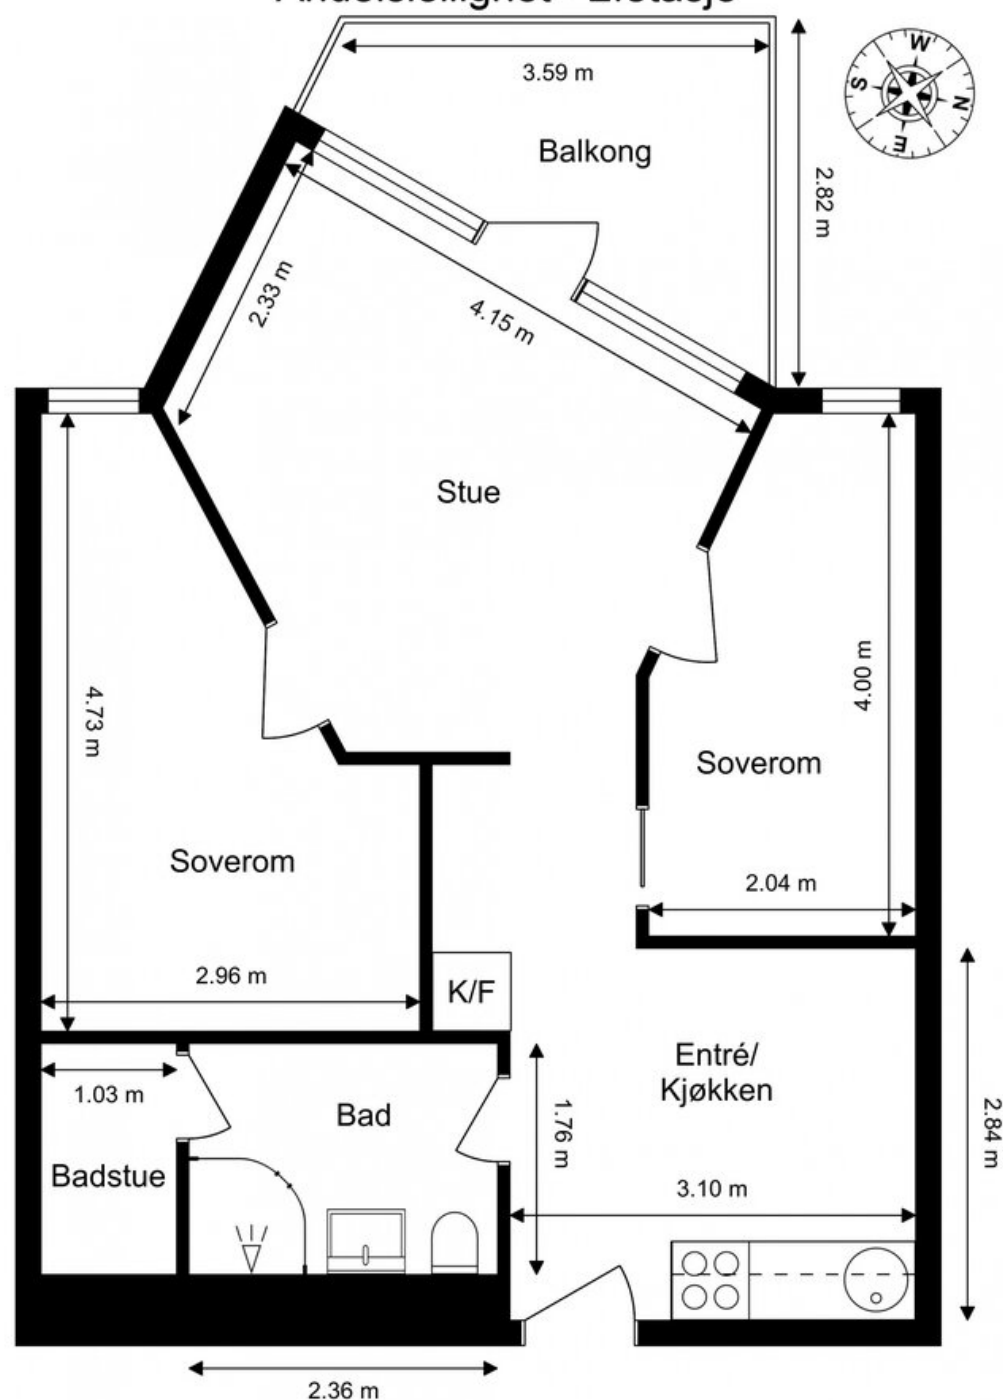 3.59 m
W
S
N
E
Balkong
2.82 m
2.33 m
4.15 m
Stue
4.73 m
4.00 m
Soverom
Soverom
2.04 m
2.96 m
K/F
Entré/
Kjøkken
1.03 m
Bad
1.76 m
2.84 m
Badstue
3.10 m
2.36 m